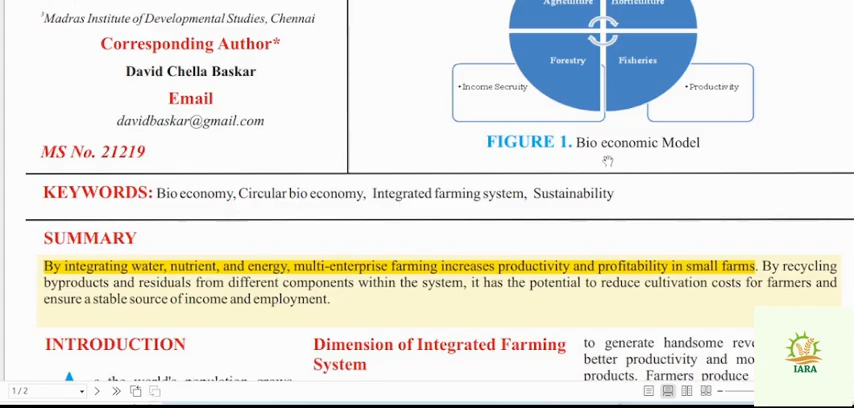 ³Madras Institute of Developmental Studies, Chennai
Corresponding Author*
David Chella Baskar
Email
davidbaskar@gmail.com
MS No. 21219
Agriculture
Horticulture
Forestry
Fisheries
•Income Secruity
•Productivity
FIGURE 1. Bio economic Model
KEYWORDS: Bio economy, Circular bio economy, Integrated farming system, Sustainability
SUMMARY
By integrating water, nutrient, and energy, multi-enterprise farming increases productivity and profitability in small farms. By recycling
byproducts and residuals from different components within the system, it has the potential to reduce cultivation costs for farmers and
ensure a stable source of income and employment.
INTRODUCTION
s the world's population grows
Dimension of Integrated Farming
System
to generate handsome reve
better productivity and mo
products. Farmers produce
1 / 2
IARA